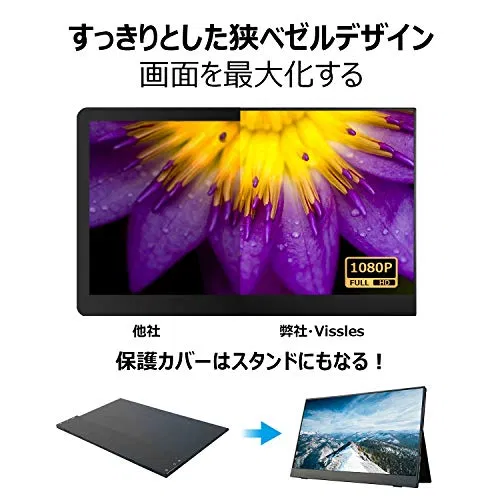 すっきりとした狭ベゼルデザイン
画面を最大化する
1080P
FULL HD
他社
弊社・Vissles
保護カバーはスタンドにもなる！